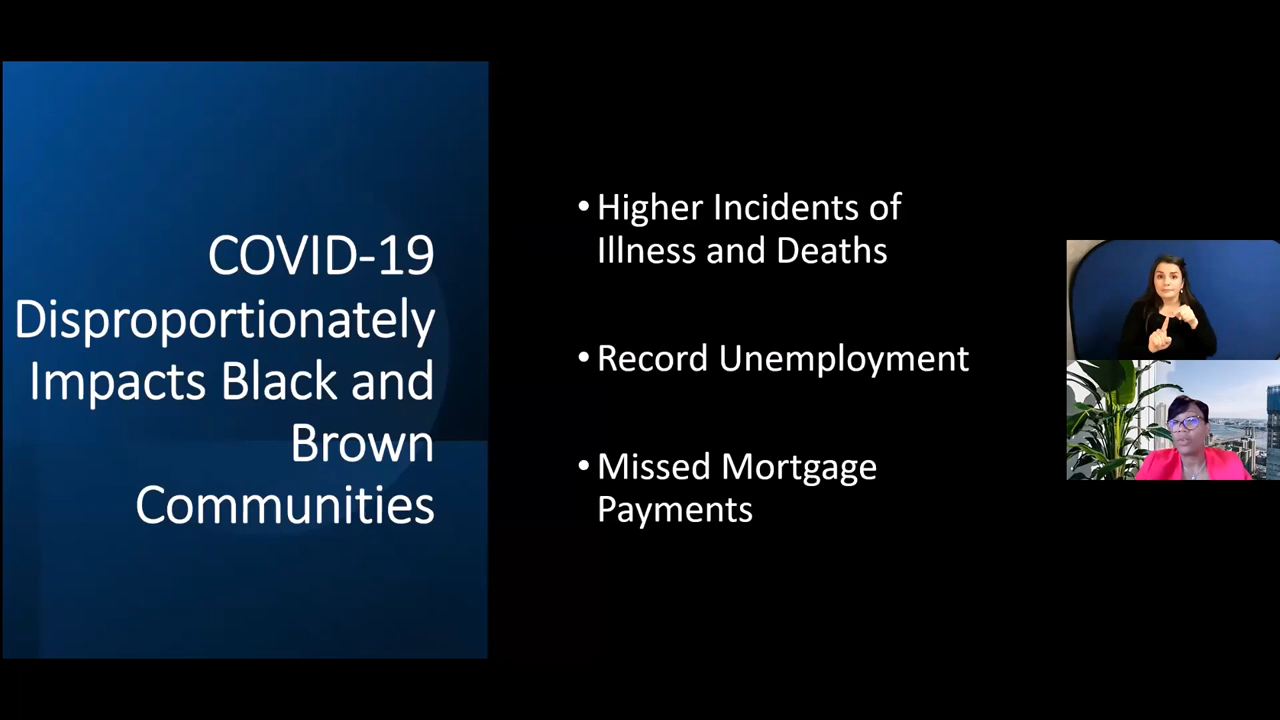 COVID-19
Disproportionately
Impacts Black and
Brown
Communities
• Higher Incidents of
Illness and Deaths
• Record Unemployment
• Missed Mortgage
Payments